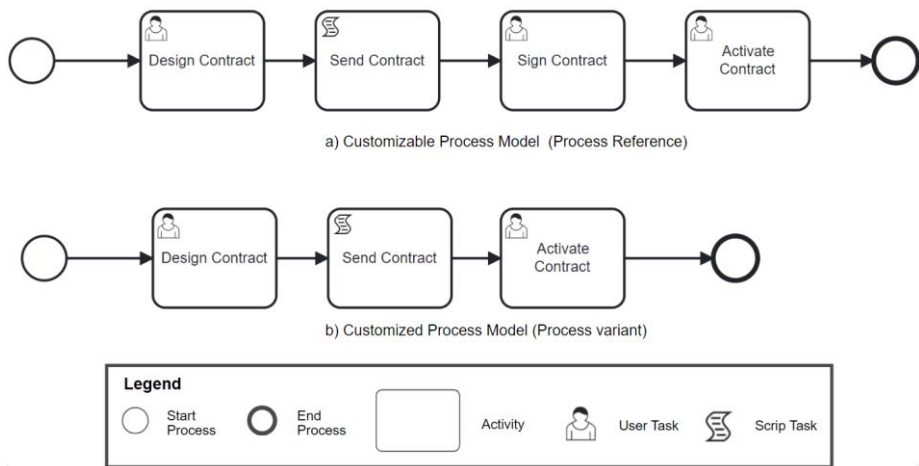 Design Contract
Send Contract
Sign Contract
Activate
Contract
a) Customizable Process Model (Process Reference)
Design Contract
Send Contract
Activate
Contract
b) Customized Process Model (Process variant)
Legend
Start
Process
End
Process
Activity
User Task
Scrip Task